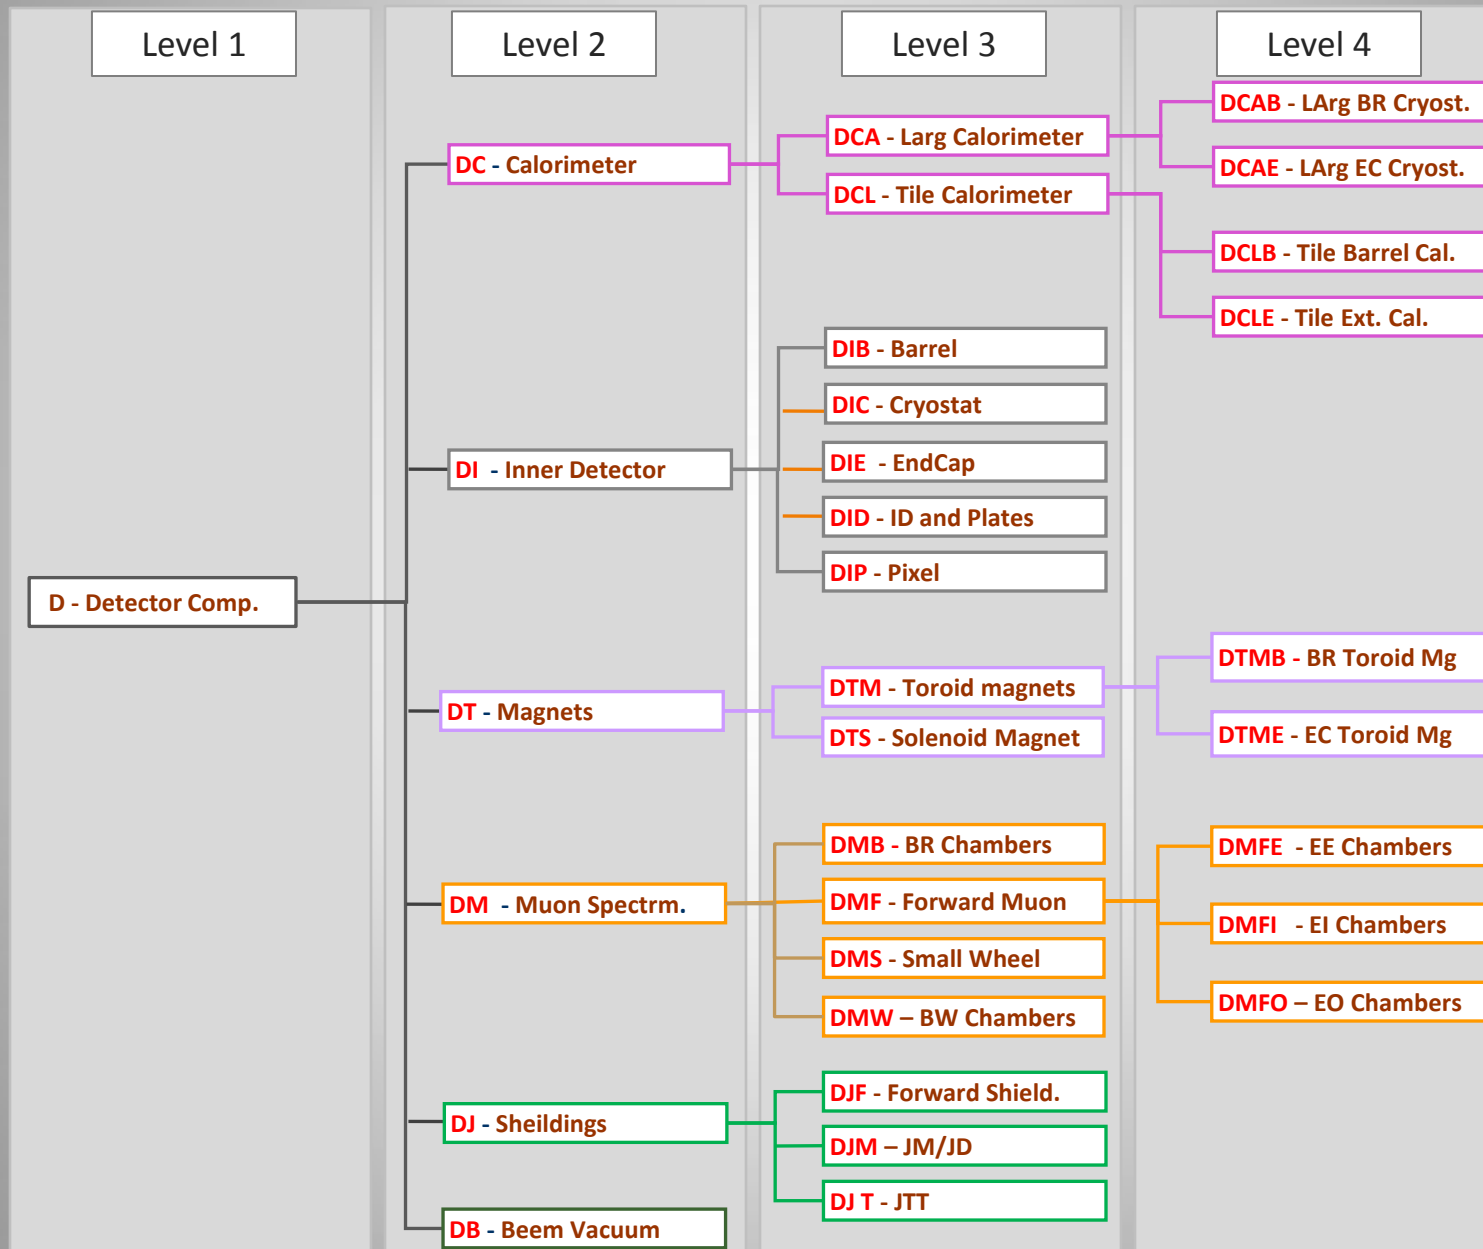 Level 1
Level 2
Level 3
Level 4
D - Detector Comp.
DC - Calorimeter
DI - Inner Detector
DT - Magnets
DM - Muon Spectrm.
DJ - Sheildings
DB - Beem Vacuum
DCA - Larg Calorimeter
DCL - Tile Calorimeter
DIB - Barrel
DIC - Cryostat
DIE - EndCap
DID - ID and Plates
DIP - Pixel
DTM - Toroid magnets
DTS - Solenoid Magnet
DMB - BR Chambers
DMF - Forward Muon
DMS - Small Wheel
DMW – BW Chambers
DJF - Forward Shield.
DJM – JM/JD
DJ T - JTT
DCAB - LArg BR Cryost.
DCAE - LArg EC Cryost.
DCLB - Tile Barrel Cal.
DCLE - Tile Ext. Cal.
DTMB - BR Toroid Mg
DTME - EC Toroid Mg
DMFE - EE Chambers
DMFI - EI Chambers
DMFO – EO Chambers